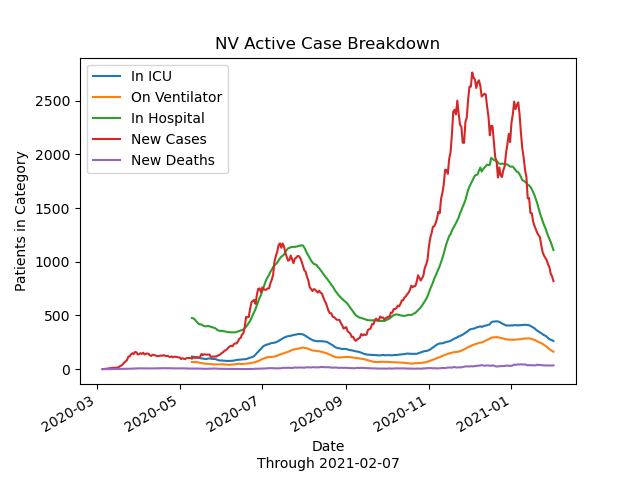 NV Active Case Breakdown
In ICU
On Ventilator
In Hospital
New Cases
New Deaths
Patients in Category
2500
2000
1500
1000
500
0
2020-03
2020-05
2020-07
2020-09
2020-11
2021-01
Date
Through 2021-02-07